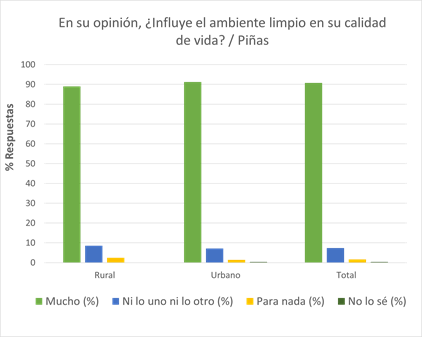 En su opinión, ¿Influye el ambiente limpio en su calidad
de vida? / Piñas
% Respuestas
100
90
80
70
60
50
40
30
20
10
0
Rural Urbano Total
Mucho (%) Ni lo uno ni lo otro (%) Para nada (%) No lo sé (%)